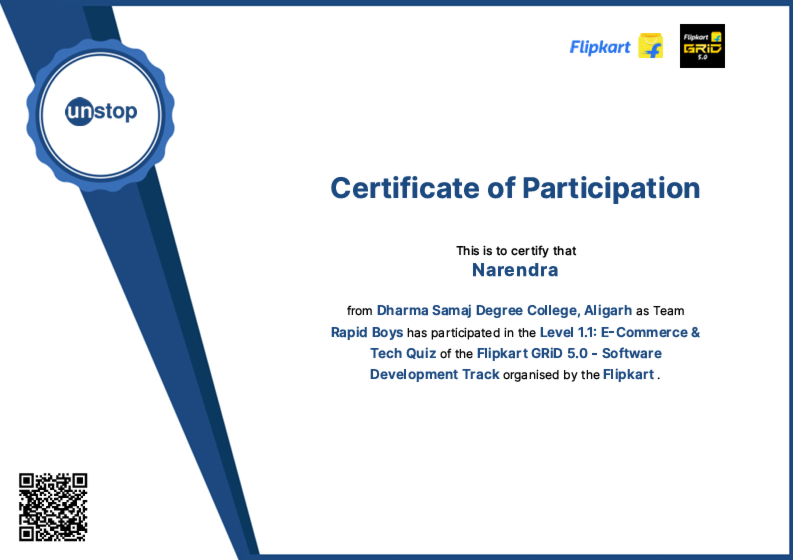 Flipkart
Flipkart
GRiD
5.0
unstop
Certificate of Participation
This is to certify that
Narendra
from Dharma Samaj Degree College, Aligarh as Team
Rapid Boys has participated in the Level 1.1: E-Commerce &
Tech Quiz of the Flipkart GRiD 5.0 - Software
Development Track organised by the Flipkart .